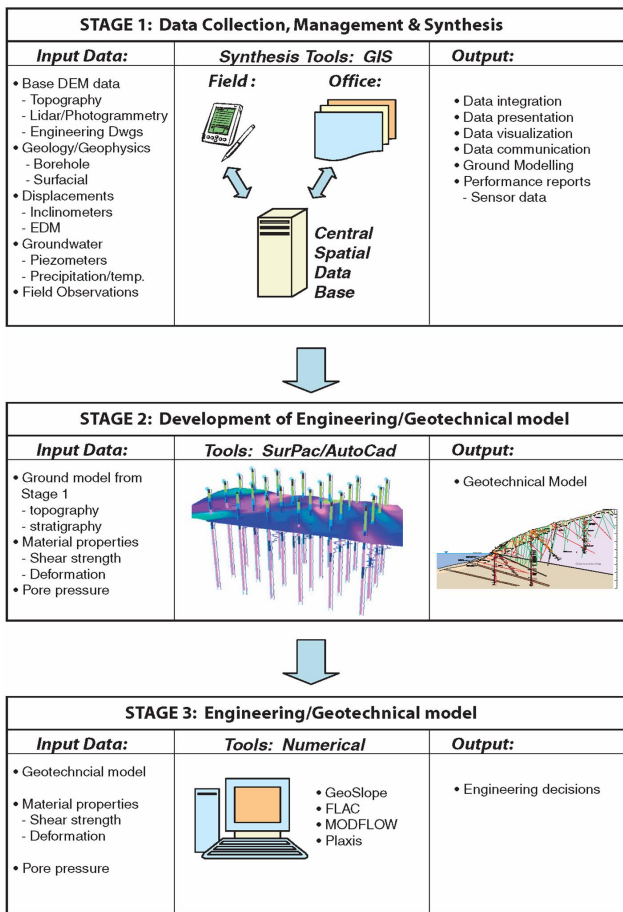 STAGE 1: Data Collection, Management & Synthesis
Input Data:
• Base DEM data
- Topography
- Lidar/Photogrammetry
- Engineering Dwgs
• Geology/Geophysics
- Borehole
- Surfacial
• Displacements
- Inclinometers
- EDM
• Groundwater
- Piezometers
- Precipitation/temp.
• Field Observations
Synthesis Tools: GIS
Field :
Office:
Central
Spatial
Data
Base
Output:
• Data integration
• Data presentation
• Data visualization
• Data communication
• Ground Modelling
• Performance reports
- Sensor data
STAGE 2: Development of Engineering/Geotechnical model
Input Data:
• Ground model from
Stage 1
- topography
- stratigraphy
• Material properties
- Shear strength
- Deformation
• Pore pressure
Tools: SurPac/AutoCad
Output:
• Geotechnical Model
STAGE 3: Engineering/Geotechnical model
Input Data:
• Geotechncial model
• Material properties
- Shear strength
- Deformation
• Pore pressure
Tools: Numerical
• GeoSlope
• FLAC
• MODFLOW
• Plaxis
Output:
• Engineering decisions